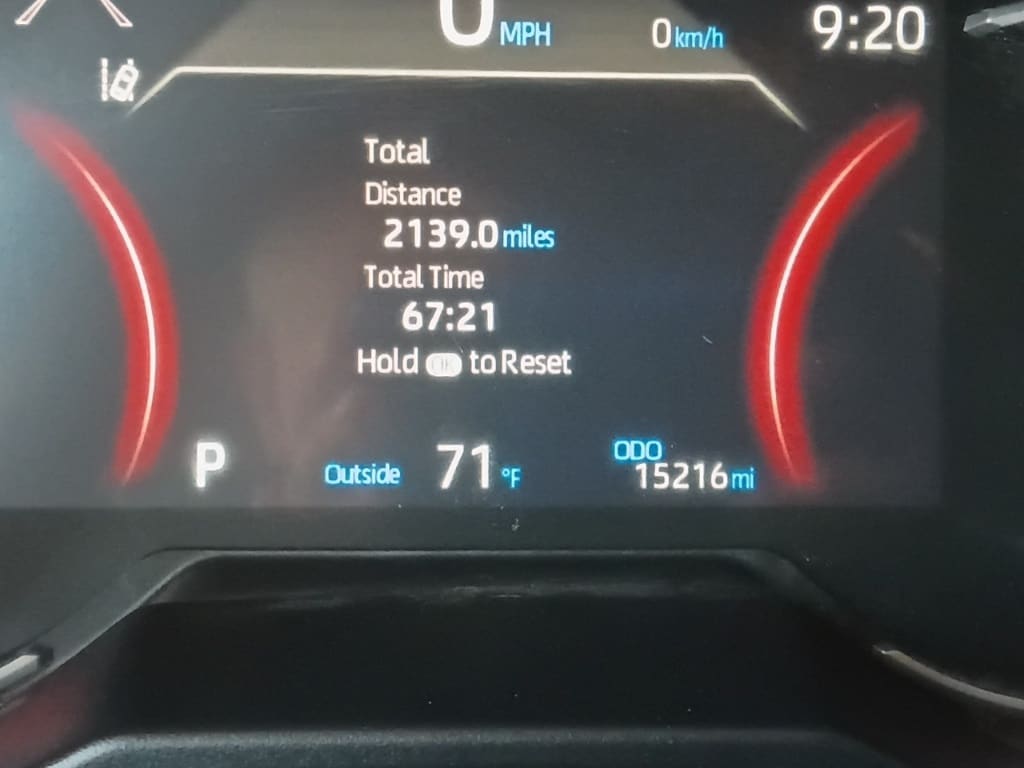 0 MPH 0 km/h 9:20
Total
Distance
2139.0 miles
Total Time
67:21
Hold OK to Reset
P Outside 71 °F ODO 15216 mi